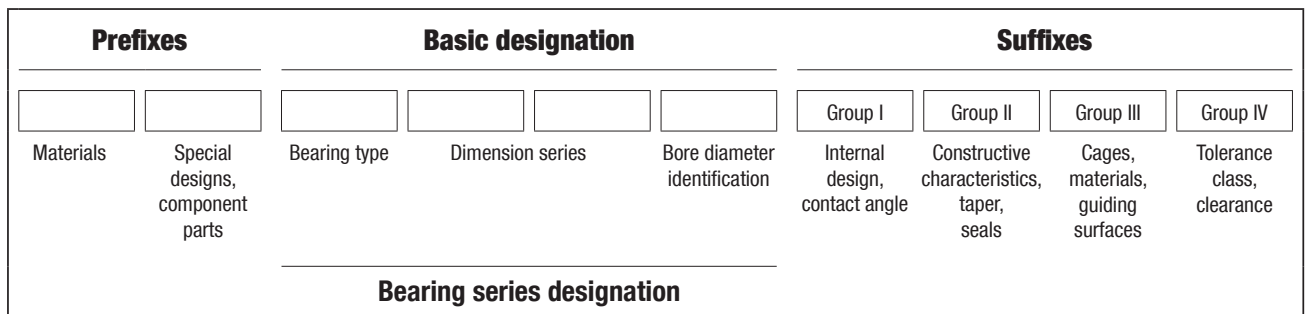 Prefixes Basic designation Suffixes
Group I Group II Group III Group IV
Materials Special Bearing type Dimension series Bore diameter Internal Constructive Cages, Tolerance
designs, identification design, characteristics, materials, class,
component contact angle taper, guiding clearance
parts seals surfaces
Bearing series designation